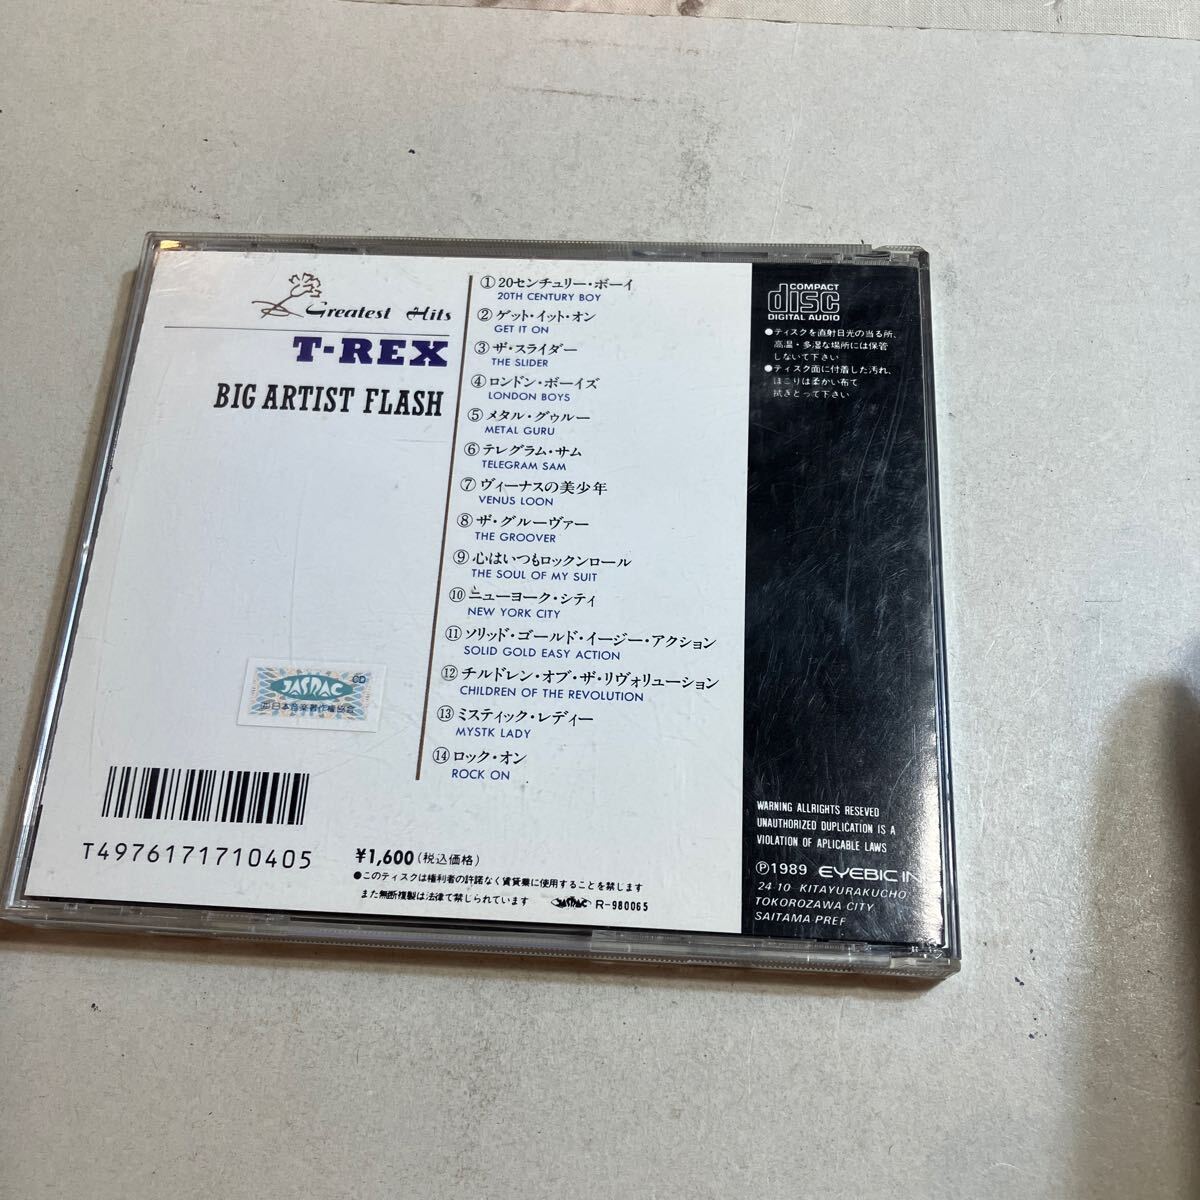 Greatest Hits
T-REX
BIG ARTIST FLASH
①20センチュリー・ボーイ
20TH CENTURY BOY
②ゲット・イット・オン
GET IT ON
③ザ・スライダー
THE SLIDER
④ロンドン・ボーイズ
LONDON BOYS
⑤メタル・グゥルー
METAL GURU
⑥テレグラム・サム
TELEGRAM SAM
⑦ヴィーナスの美少年
VENUS LOON
⑧ザ・グルーヴァー
THE GROOVER
⑨心はいつもロックンロール
THE SOUL OF MY SUIT
⑩ニューヨーク・シティ
NEW YORK CITY
⑪ソリッド・ゴールド・イージー・アクション
SOLID GOLD EASY ACTION
⑫チルドレン・オブ・ザ・リヴォリューション
CHILDREN OF THE REVOLUTION
⑬ミスティック・レディー
MYSTK LADY
⑭ロック・オン
ROCK ON
JASRAC CD
日本音楽著作権協会
T4976171710405
¥1,600(税込価格)
●このディスクは権利者の許諾なく賃貸業に使用することを禁じます
また無断複製は法律で禁じられています
JASRAC R-980065
COMPACT
disc
DIGITAL AUDIO
●ディスクを直射日光の当る所、
高温・多湿な場所には保管
しないて下さい
●ティスク面に付着した汚れ、
ほこりは柔かい布て
拭きとって下さい
WARNING ALLRIGHTS RESEVED
UNAUTHORIZED DUPLICATION IS A
VIOLATION OF APLICABLE LAWS
Ⓟ1989 EYEBIC IN
24-10 KITAYURAKUCHO
TOKOROZAWA CITY
SAITAMA PREF